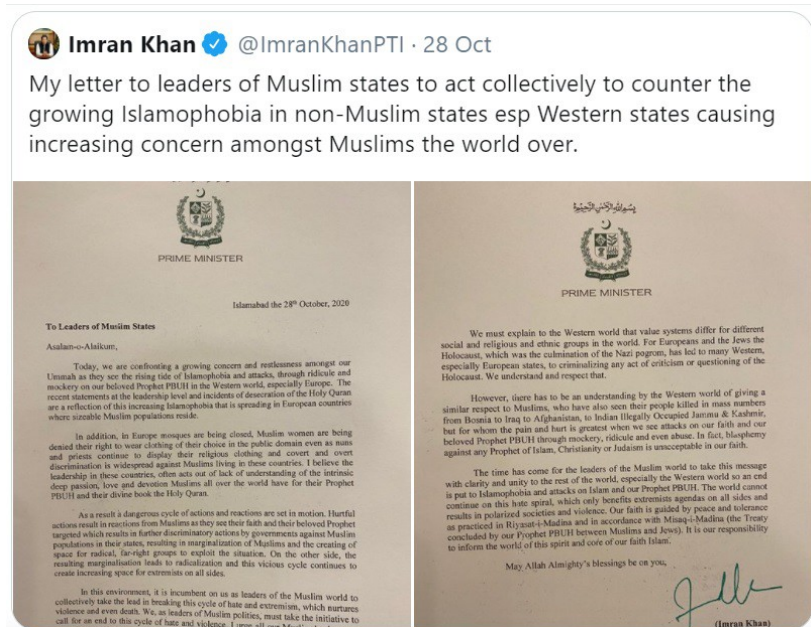 Imran Khan @ImranKhanPTI · 28 Oct
My letter to leaders of Muslim states to act collectively to counter the
growing Islamophobia in non-Muslim states esp Western states causing
increasing concern amongst Muslims the world over.
PRIME MINISTER
Islamabad the 28th October, 2020
To Leaders of Muslim States
Asalam-o-Alaikum,
Today, we are confronting a growing concern and restlessness amongst our
Ummah as they see the rising tide of Islamophobia and attacks, through ridicule and
mockery on our beloved Prophet PBUH in the Western world, especially Europe. The
recent statements at the leadership level and incidents of desecration of the Holy Quran
are a reflection of this increasing Islamophobia that is spreading in European countries
where sizeable Muslim populations reside.
In addition, in Europe mosques are being closed, Muslim women are being
denied their right to wear clothing of their choice in the public domain even as nuns
and priests continue to display their religious clothing and covert and overt
discrimination is widespread against Muslims living in these countries. I believe the
leadership in these countries, often acts out of lack of understanding of the intrinsic
deep passion, love and devotion Muslims all over the world have for their Prophet
PBUH and their divine book the Holy Quran.
As a result a dangerous cycle of actions and reactions are set in motion. Hurtful
actions result in reactions from Muslims as they see their faith and their beloved Prophet
targeted which results in further discriminatory actions by governments against Muslim
populations in their states, resulting in marginalization of Muslims and the creating of
space for radical, far-right groups to exploit the situation. On the other side, the
resulting marginalisation leads to radicalization and this vicious cycle continues to
create increasing space for extremists on all sides.
In this environment, it is incumbent on us as leaders of the Muslim world to
collectively take the lead in breaking this cycle of hate and extremism, which nurtures
violence and even death. We, as leaders of Muslim polities, must take the initiative to
call for an end to this cycle of hate and violence.
بسم الله الرحمن الرحيم
PRIME MINISTER
We must explain to the Western world that value systems differ for different
social and religious and ethnic groups in the world. For Europeans and the Jews the
Holocaust, which was the culmination of the Nazi pogrom, has led to many Western,
especially European states, to criminalizing any act of criticism or questioning of the
Holocaust. We understand and respect that.
However, there has to be an understanding by the Western world of giving a
similar respect to Muslims, who have also seen their people killed in mass numbers
from Bosnia to Iraq to Afghanistan, to Indian Illegally Occupied Jammu & Kashmir,
but for whom the pain and hurt is greatest when we see attacks on our faith and our
beloved Prophet PBUH through mockery, ridicule and even abuse. In fact, blasphemy
against any Prophet of Islam, Christianity or Judaism is unacceptable in our faith.
The time has come for the leaders of the Muslim world to take this message
with clarity and unity to the rest of the world, especially the Western world so an end
is put to Islamophobia and attacks on Islam and our Prophet PBUH. The world cannot
continue on this hate spiral, which only benefits extremists agendas on all sides and
results in polarized societies and violence. Our faith is guided by peace and tolerance
as practiced in Riyasat-i-Madina and in accordance with Misaq-i-Madina (the Treaty
concluded by our Prophet PBUH between Muslims and Jews). It is our responsibility
to inform the world of this spirit and core of our faith Islam.
May Allah Almighty's blessings be on you,
(Imran Khan)